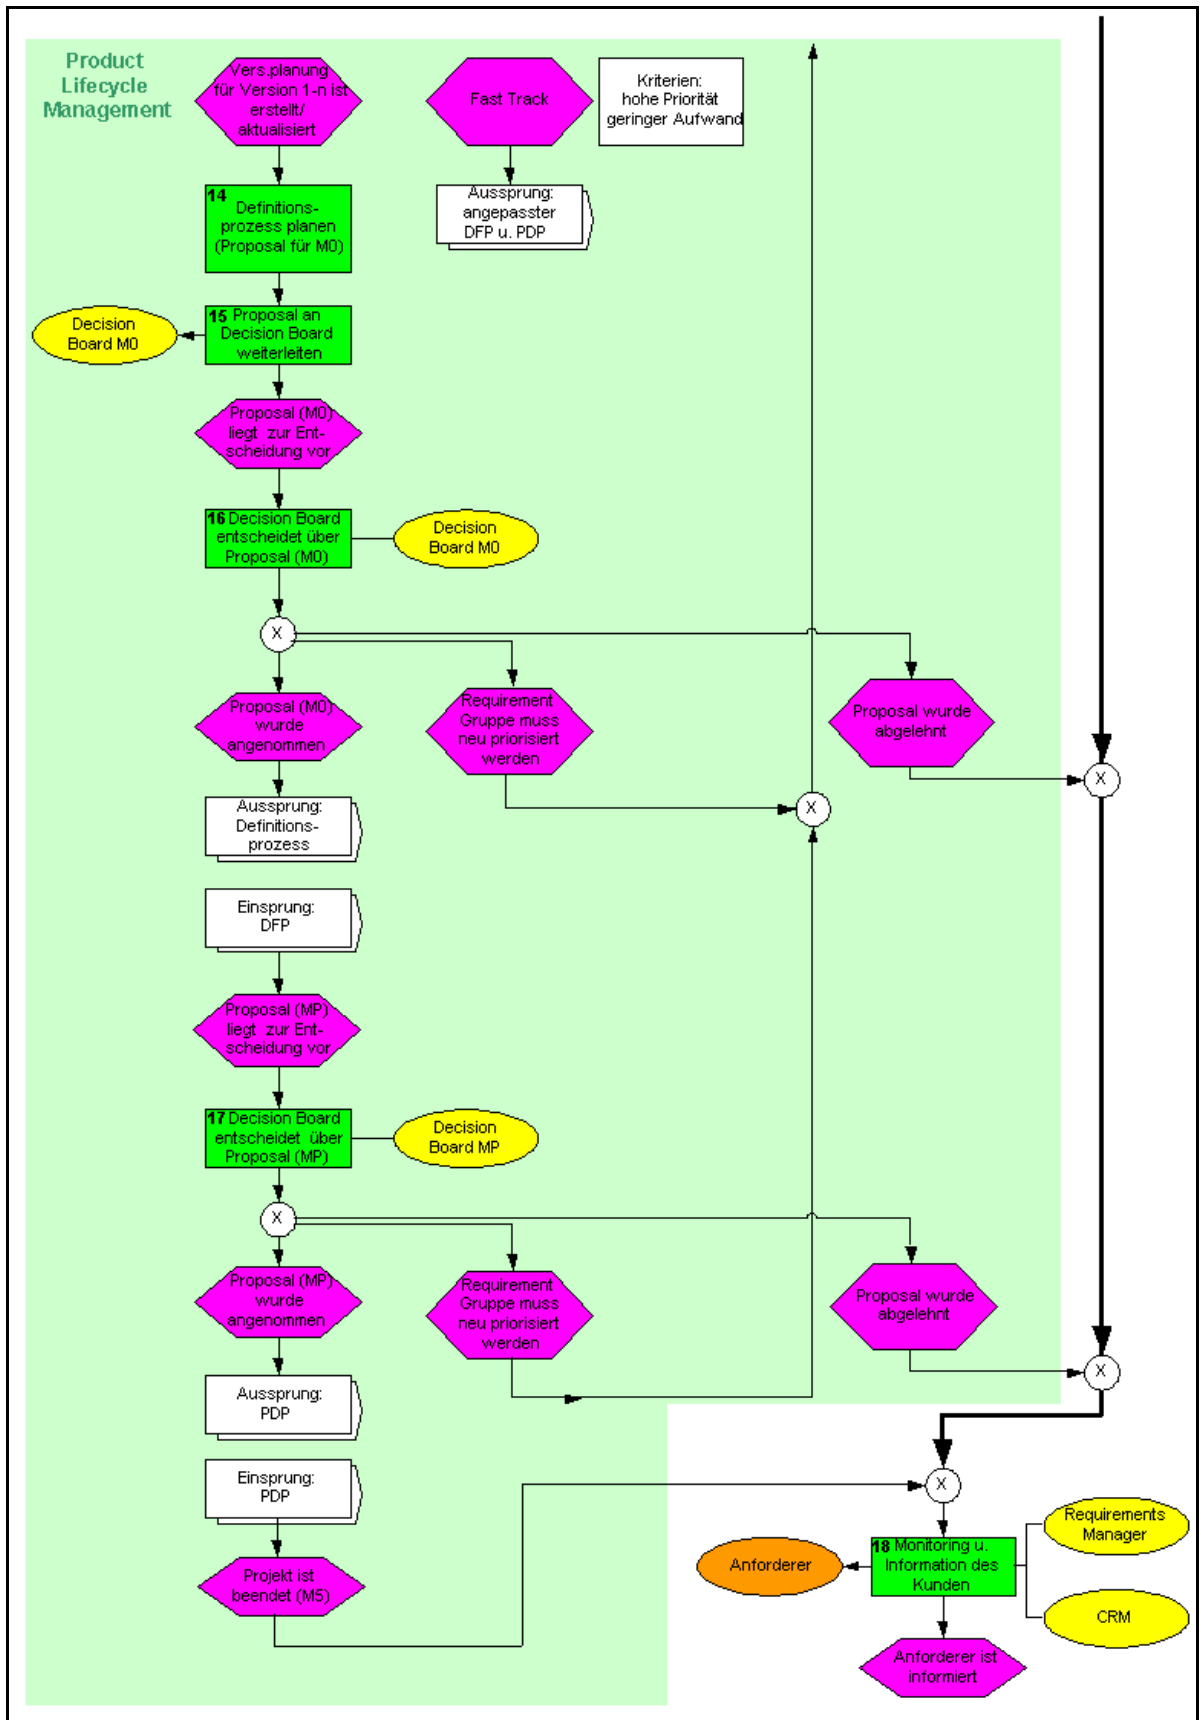 Product
Lifecycle
Management
Vers.planung
für Version 1-n ist
erstellt/
aktualisiert
Fast Track
Kriterien:
hohe Priorität
geringer Aufwand
14
Definitions-
prozess planen
(Proposal für M0)
Aussprung:
angepasster
DFP u. PDP
Decision
Board M0
15 Proposal an
Decision Board
weiterleiten
Proposal (M0)
liegt zur Ent-
scheidung vor
16 Decision Board
entscheidet über
Proposal (M0)
Decision
Board M0
X
Proposal (M0)
wurde
angenommen
Requirement
Gruppe muss
neu priorisiert
werden
Proposal wurde
abgelehnt
X
X
Aussprung:
Definitions-
prozess
Einsprung:
DFP
Proposal (MP)
liegt zur Ent-
scheidung vor
17 Decision Board
entscheidet über
Proposal (MP)
Decision
Board MP
X
Proposal (MP)
wurde
angenommen
Requirement
Gruppe muss
neu priorisiert
werden
Proposal wurde
abgelehnt
X
Aussprung:
PDP
Einsprung:
PDP
X
Projekt ist
beendet (M5)
Anforderer
18 Monitoring u.
Information des
Kunden
Requirements
Manager
CRM
Anforderer ist
informiert